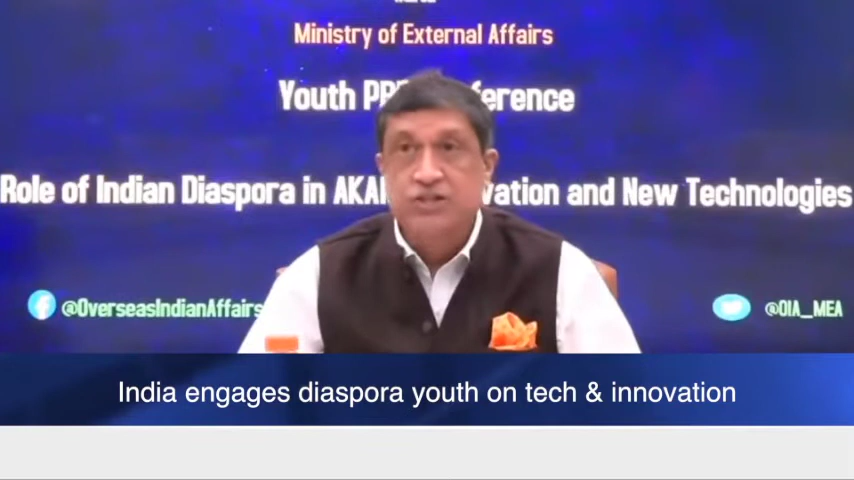 Ministry of External Affairs
Youth ference
Role of Indian Diaspora in and New Technologies
@OverseasIndianAffairs
@OIA_MEA
India engages diaspora youth on tech & innovation